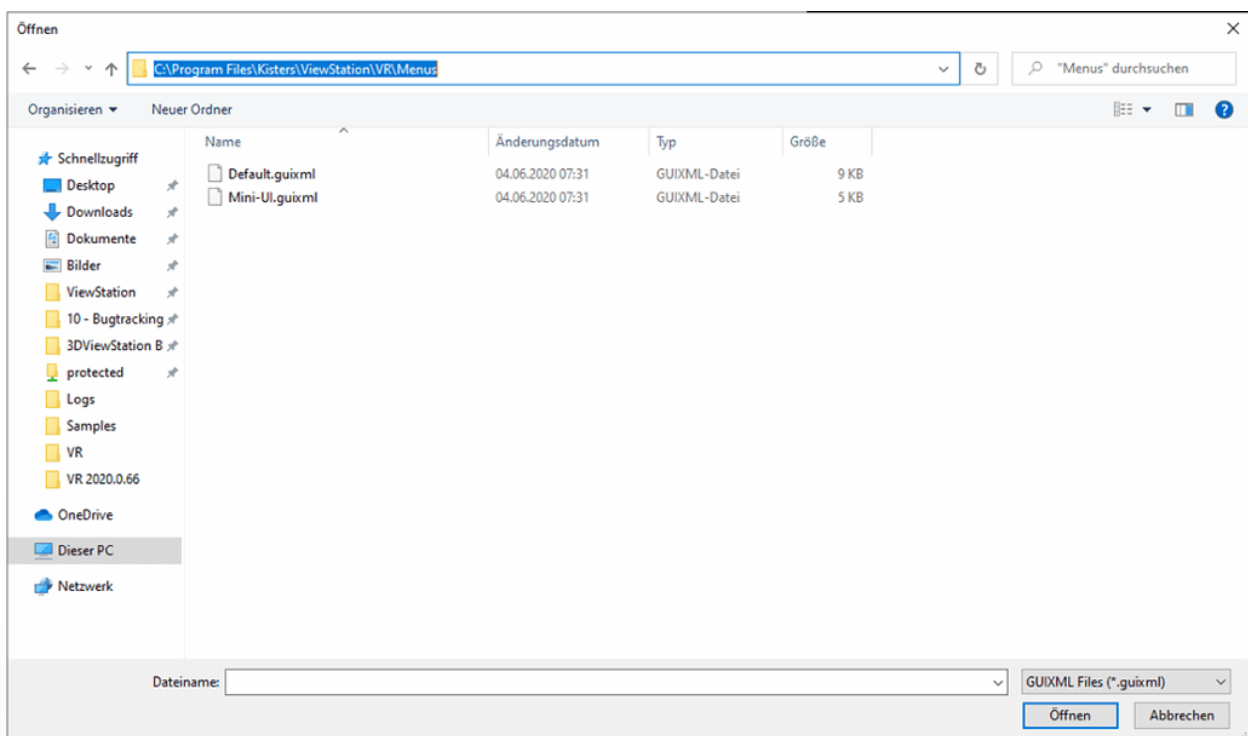 Öffnen
C:\Program Files\Kisters\ViewStation\VR\Menus
"Menus" durchsuchen
Organisieren
Neuer Ordner
Name
Änderungsdatum
Typ
Größe
Default.guixml
04.06.2020 07:31
GUIXML-Datei
9 KB
Mini-UI.guixml
04.06.2020 07:31
GUIXML-Datei
5 KB
Schnellzugriff
Desktop
Downloads
Dokumente
Bilder
ViewStation
10 - Bugtracking
3DViewStation B
protected
Logs
Samples
VR
VR 2020.0.66
OneDrive
Dieser PC
Netzwerk
Dateiname:
GUIXML Files (*.guixml)
Öffnen
Abbrechen